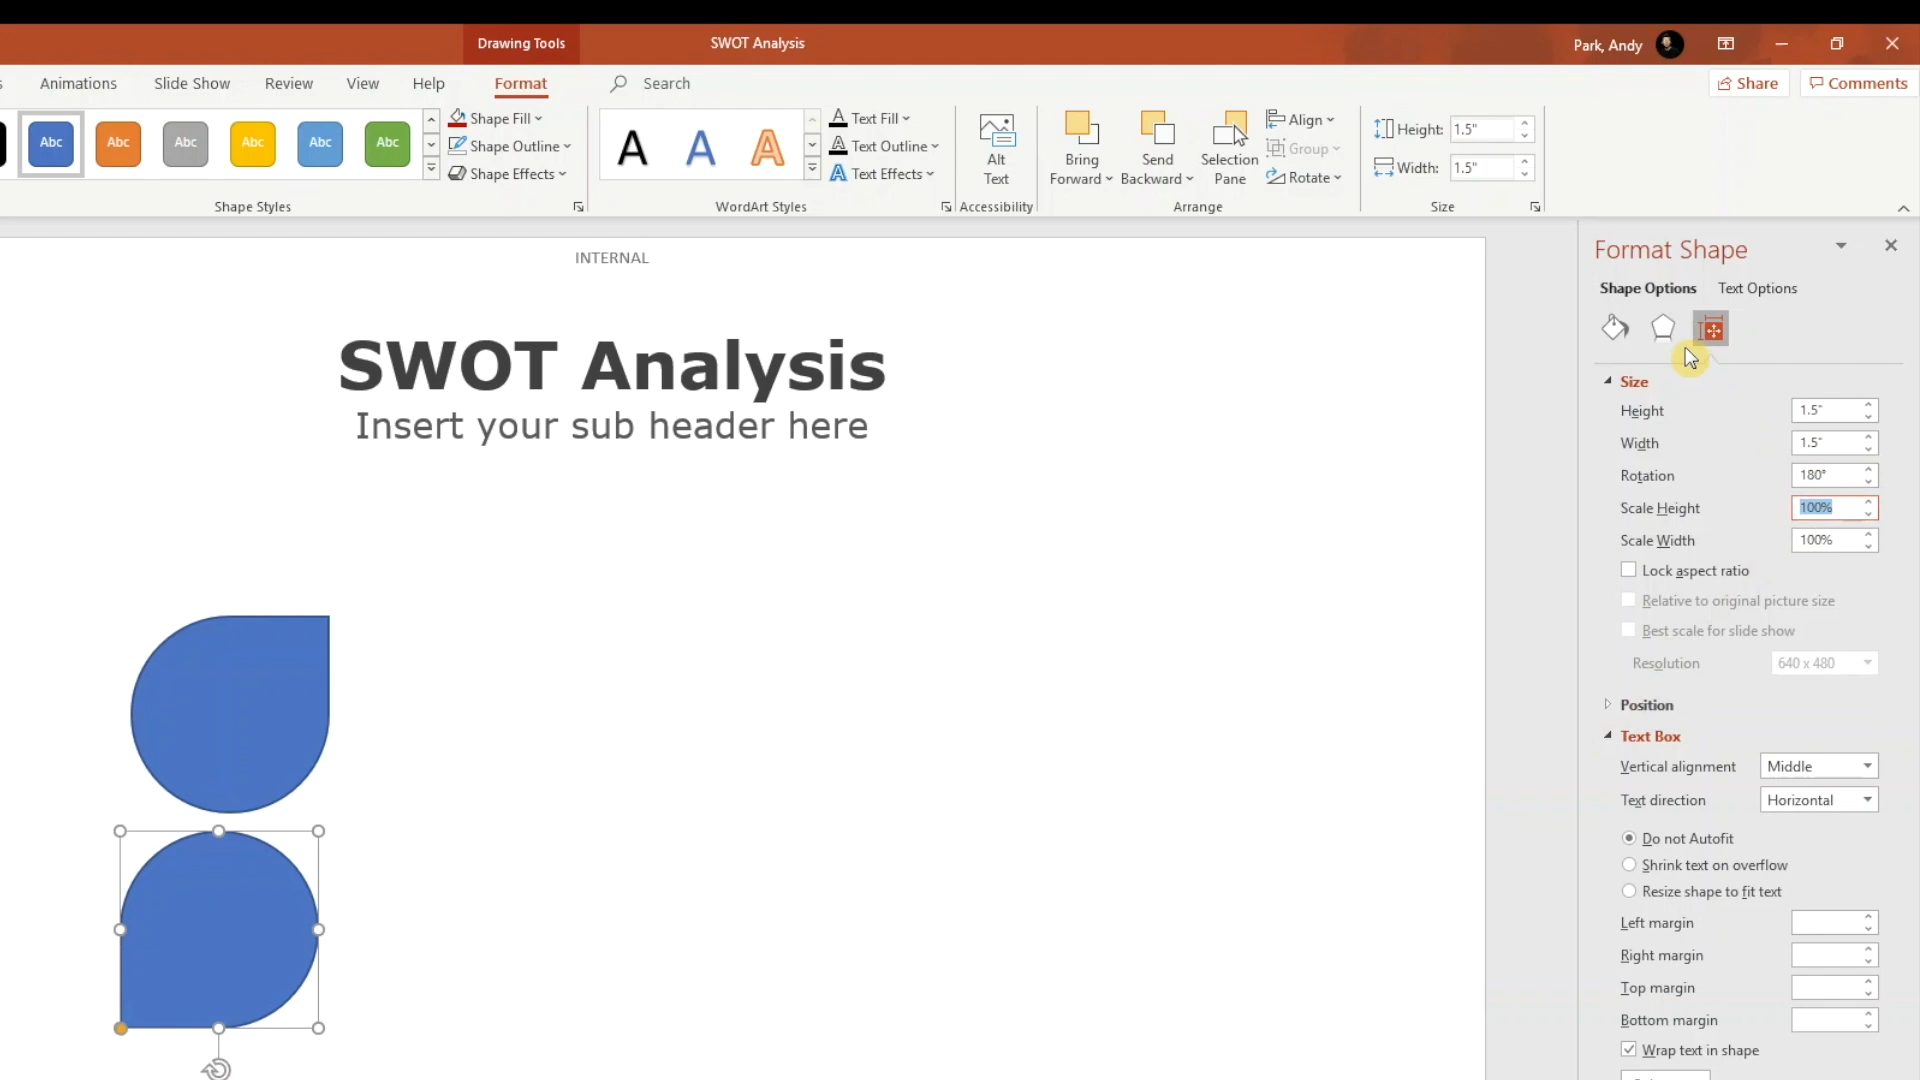 Drawing Tools
SWOT Analysis
Park, Andy
Animations
Slide Show
Review
View
Help
Format
Search
Share
Comments
Abc
Abc
Abc
Abc
Abc
Abc
Shape Fill
Shape Outline
Shape Effects
Shape Styles
A
A
A
Text Fill
Text Outline
Text Effects
WordArt Styles
Alt
Text
Accessibility
Bring
Forward
Send
Backward
Selection
Pane
Align
Group
Rotate
Arrange
Height: 1.5"
Width: 1.5"
Size
INTERNAL
SWOT Analysis
Insert your sub header here
Format Shape
Shape Options Text Options
Size
Height 1.5"
Width 1.5"
Rotation 180°
Scale Height 100%
Scale Width 100%
Lock aspect ratio
Relative to original picture size
Best scale for slide show
Resolution 640 x 480
Position
Text Box
Vertical alignment Middle
Text direction Horizontal
Do not Autofit
Shrink text on overflow
Resize shape to fit text
Left margin
Right margin
Top margin
Bottom margin
Wrap text in shape